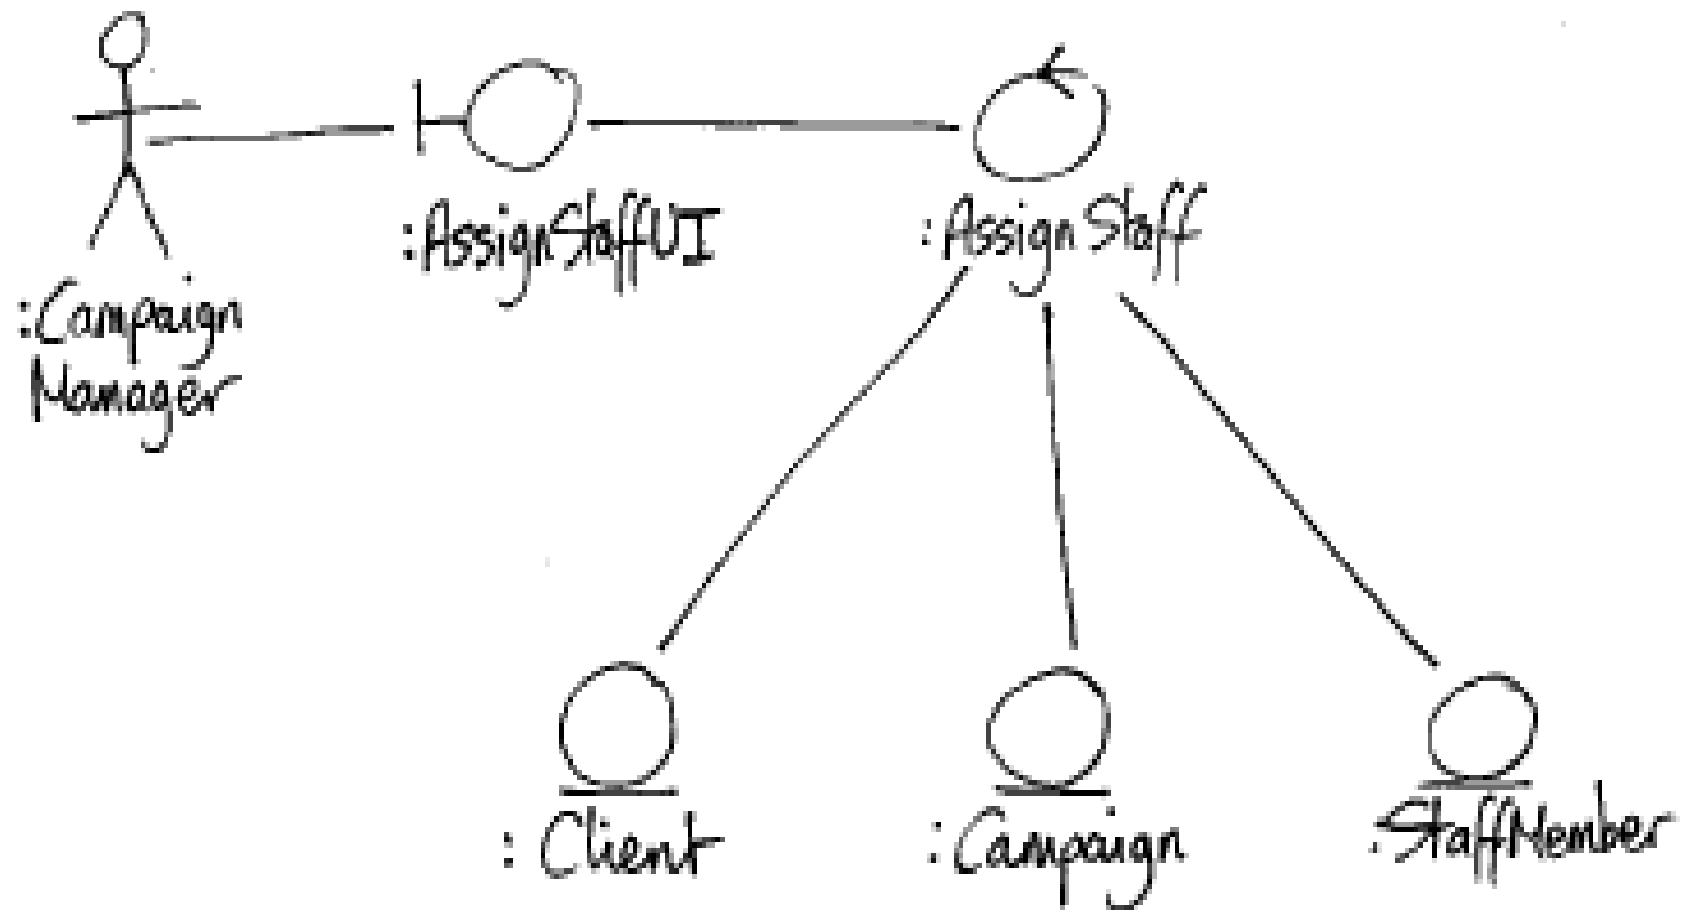 :AssignStaffUI
:AssignStaff
:Campaign
Manager
: Client
: Campaign
:StaffMember